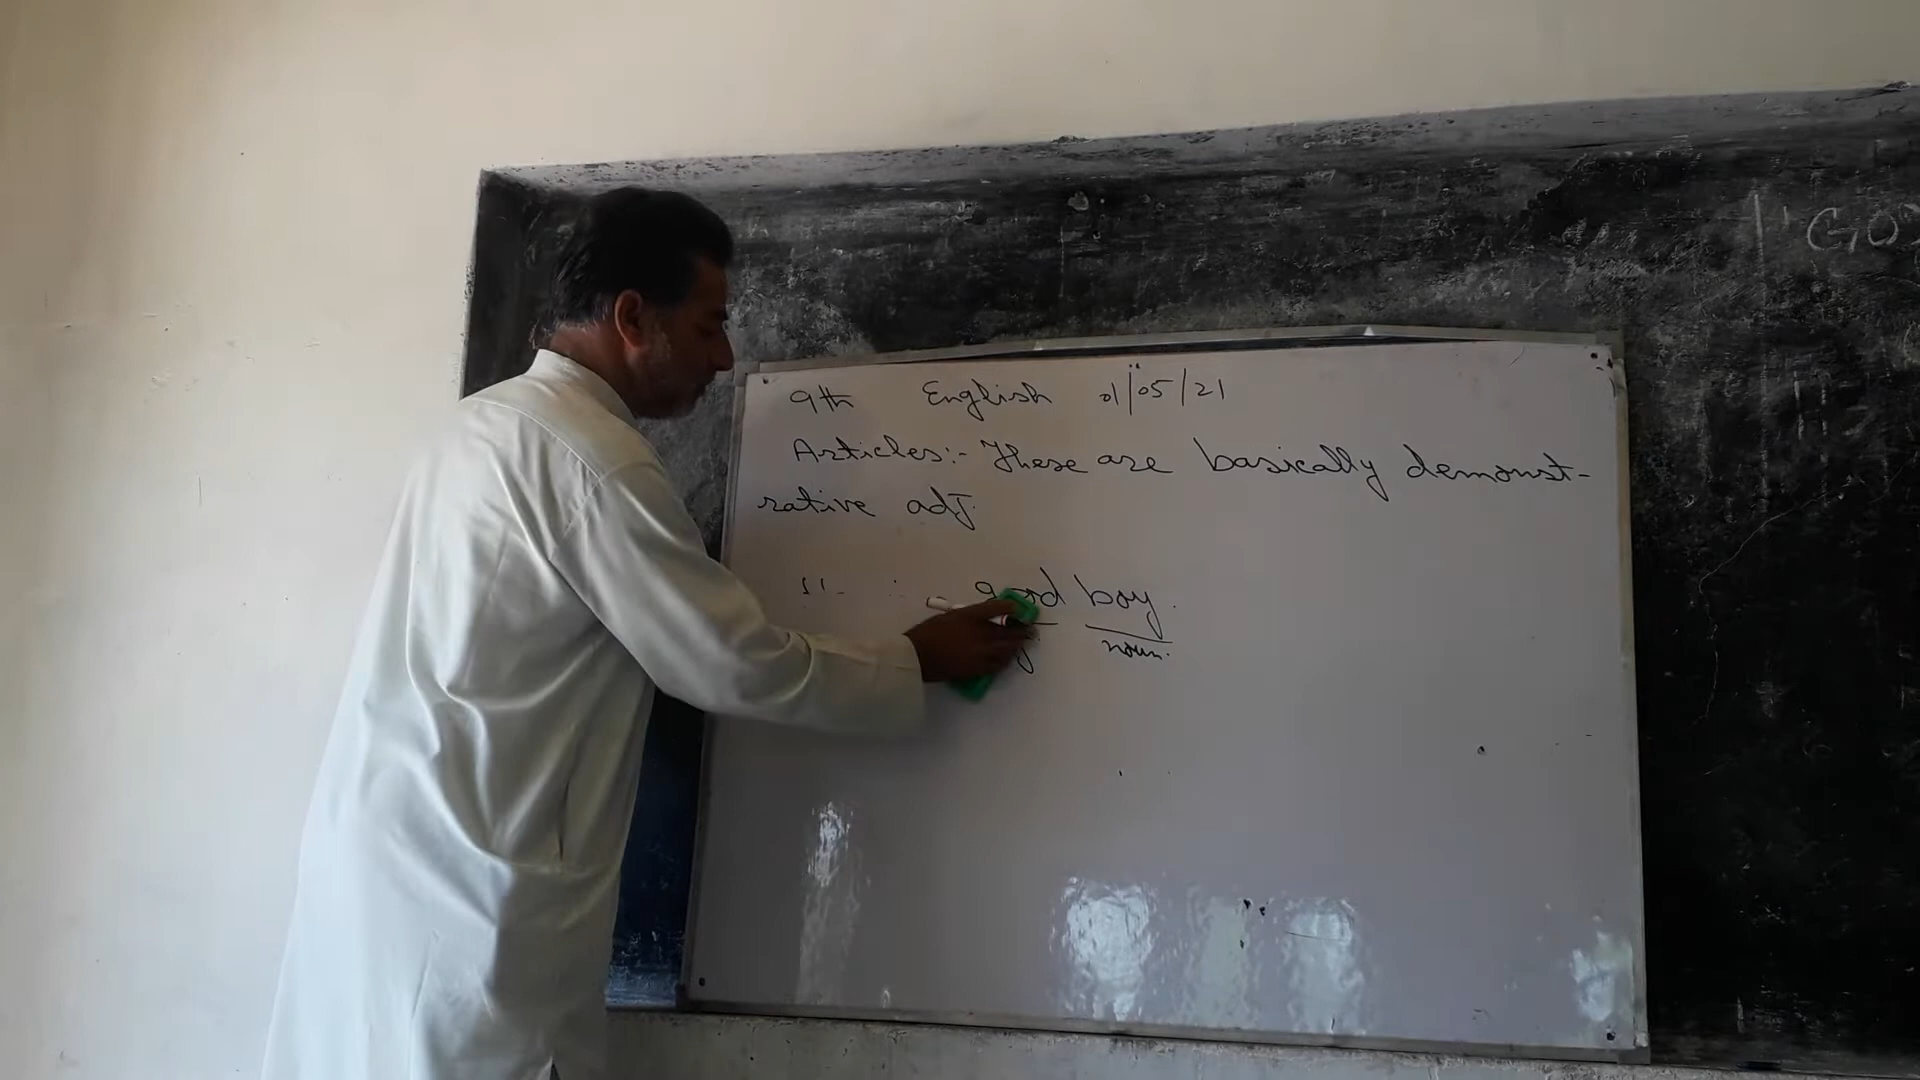 9th English 01/05/21
Articles:- These are basically demonst-
rative adj.
good boy.
noun.